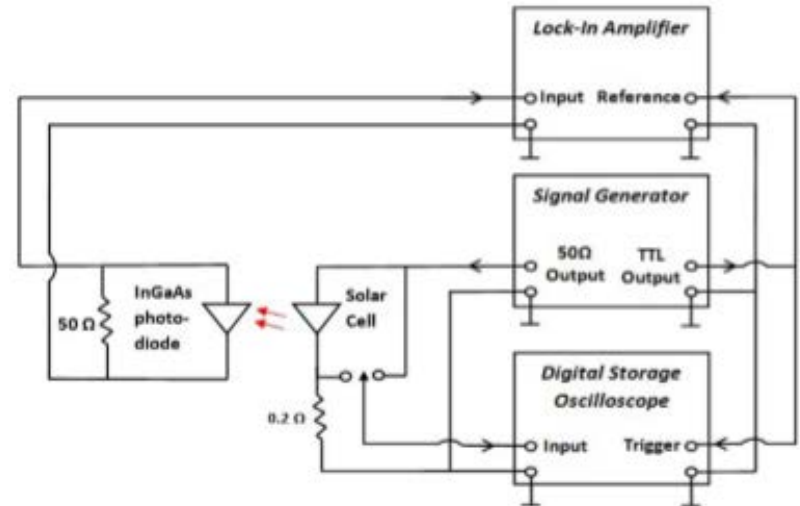 Lock-In Amplifier
Input Reference
Signal Generator
50Ω TTL
Output Output
InGaAs
photo-
diode
50 Ω
Solar
Cell
Digital Storage
Oscilloscope
0.2 Ω
Input Trigger